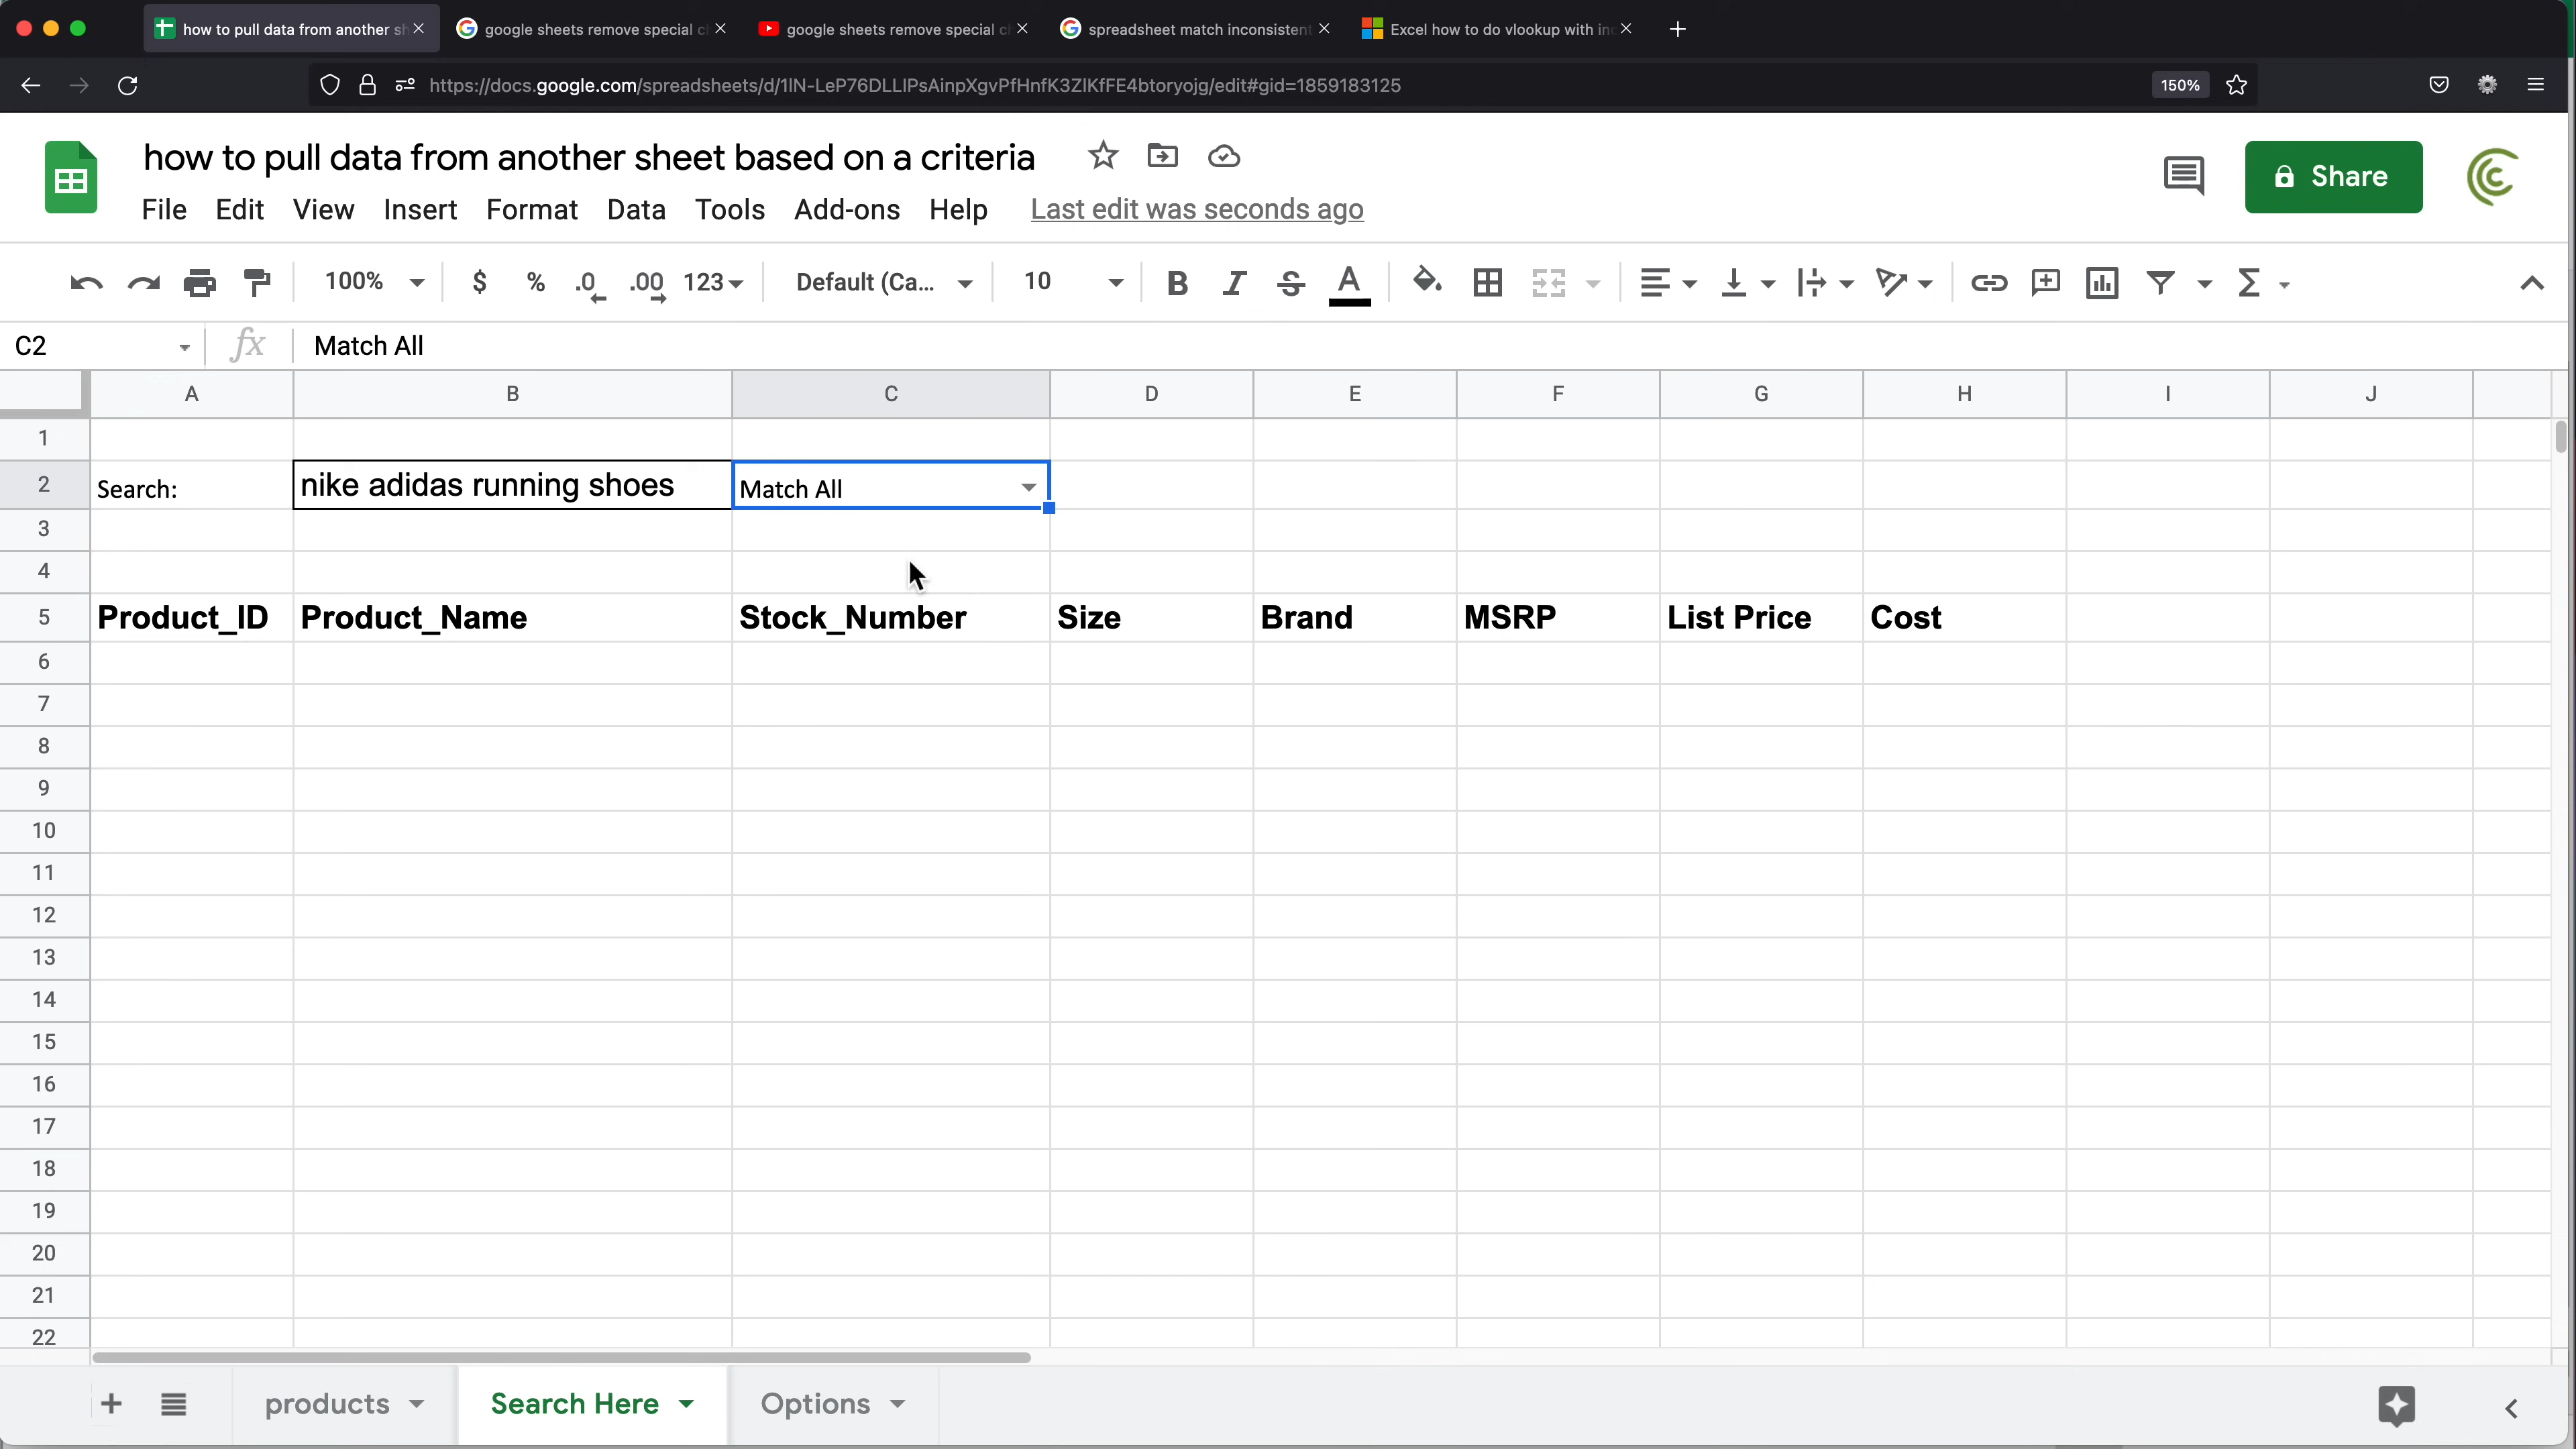 how to pull data from another sh
google sheets remove special c
google sheets remove special c
spreadsheet match inconsistent
Excel how to do vlookup with in
https://docs.google.com/spreadsheets/d/1lN-LeP76DLLIPsAinpXgvPfHnfK3ZlKfFE4btoryojg/edit#gid=1859183125
150%
how to pull data from another sheet based on a criteria
File Edit View Insert Format Data Tools Add-ons Help Last edit was seconds ago
Share
100% $ % .0 .00 123 Default (Ca... 10 B I S A
C2 fx Match All
A B C D E F G H I J
1
2 Search: nike adidas running shoes Match All
3
4
5 Product_ID Product_Name Stock_Number Size Brand MSRP List Price Cost
6
7
8
9
10
11
12
13
14
15
16
17
18
19
20
21
22
products Search Here Options